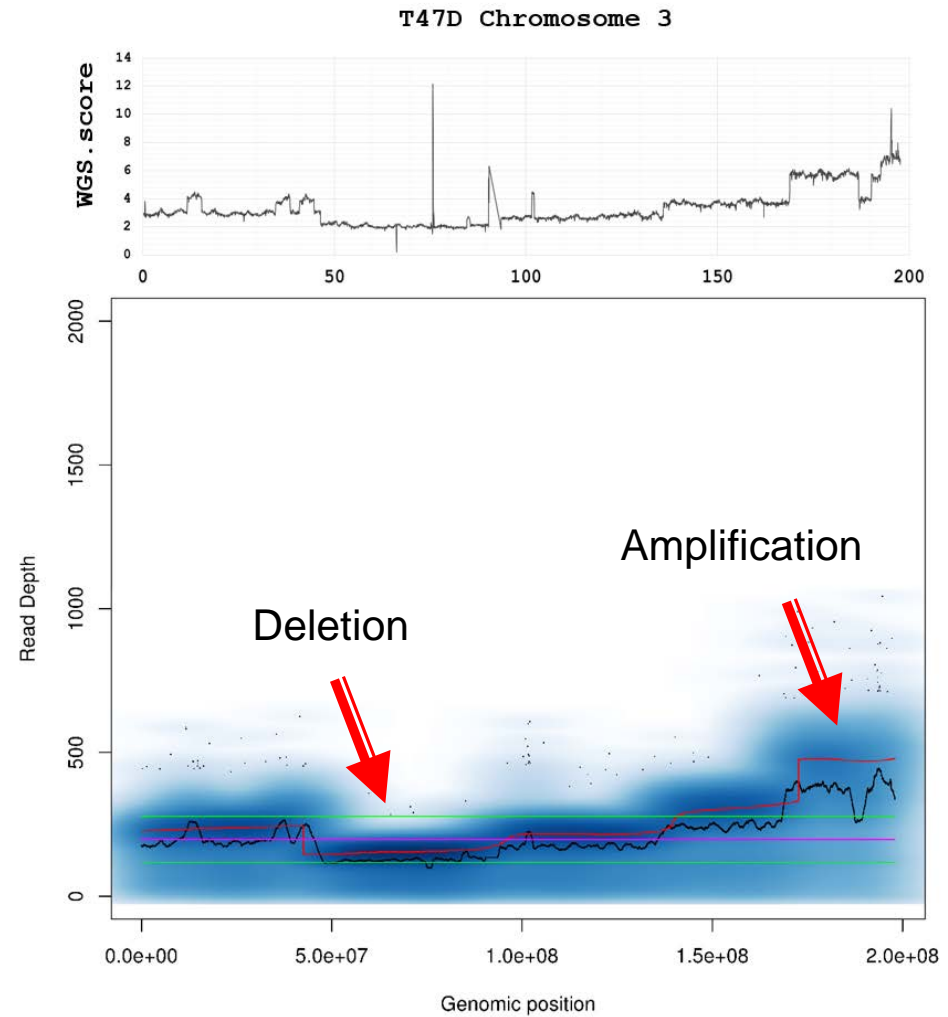 T47D Chromosome 3
WGS.score
14
12
10
8
6
4
2
0
0 50 100 150 200
Read Depth
2000
1500
1000
500
0
Amplification
Deletion
0.0e+00 5.0e+07 1.0e+08 1.5e+08 2.0e+08
Genomic position